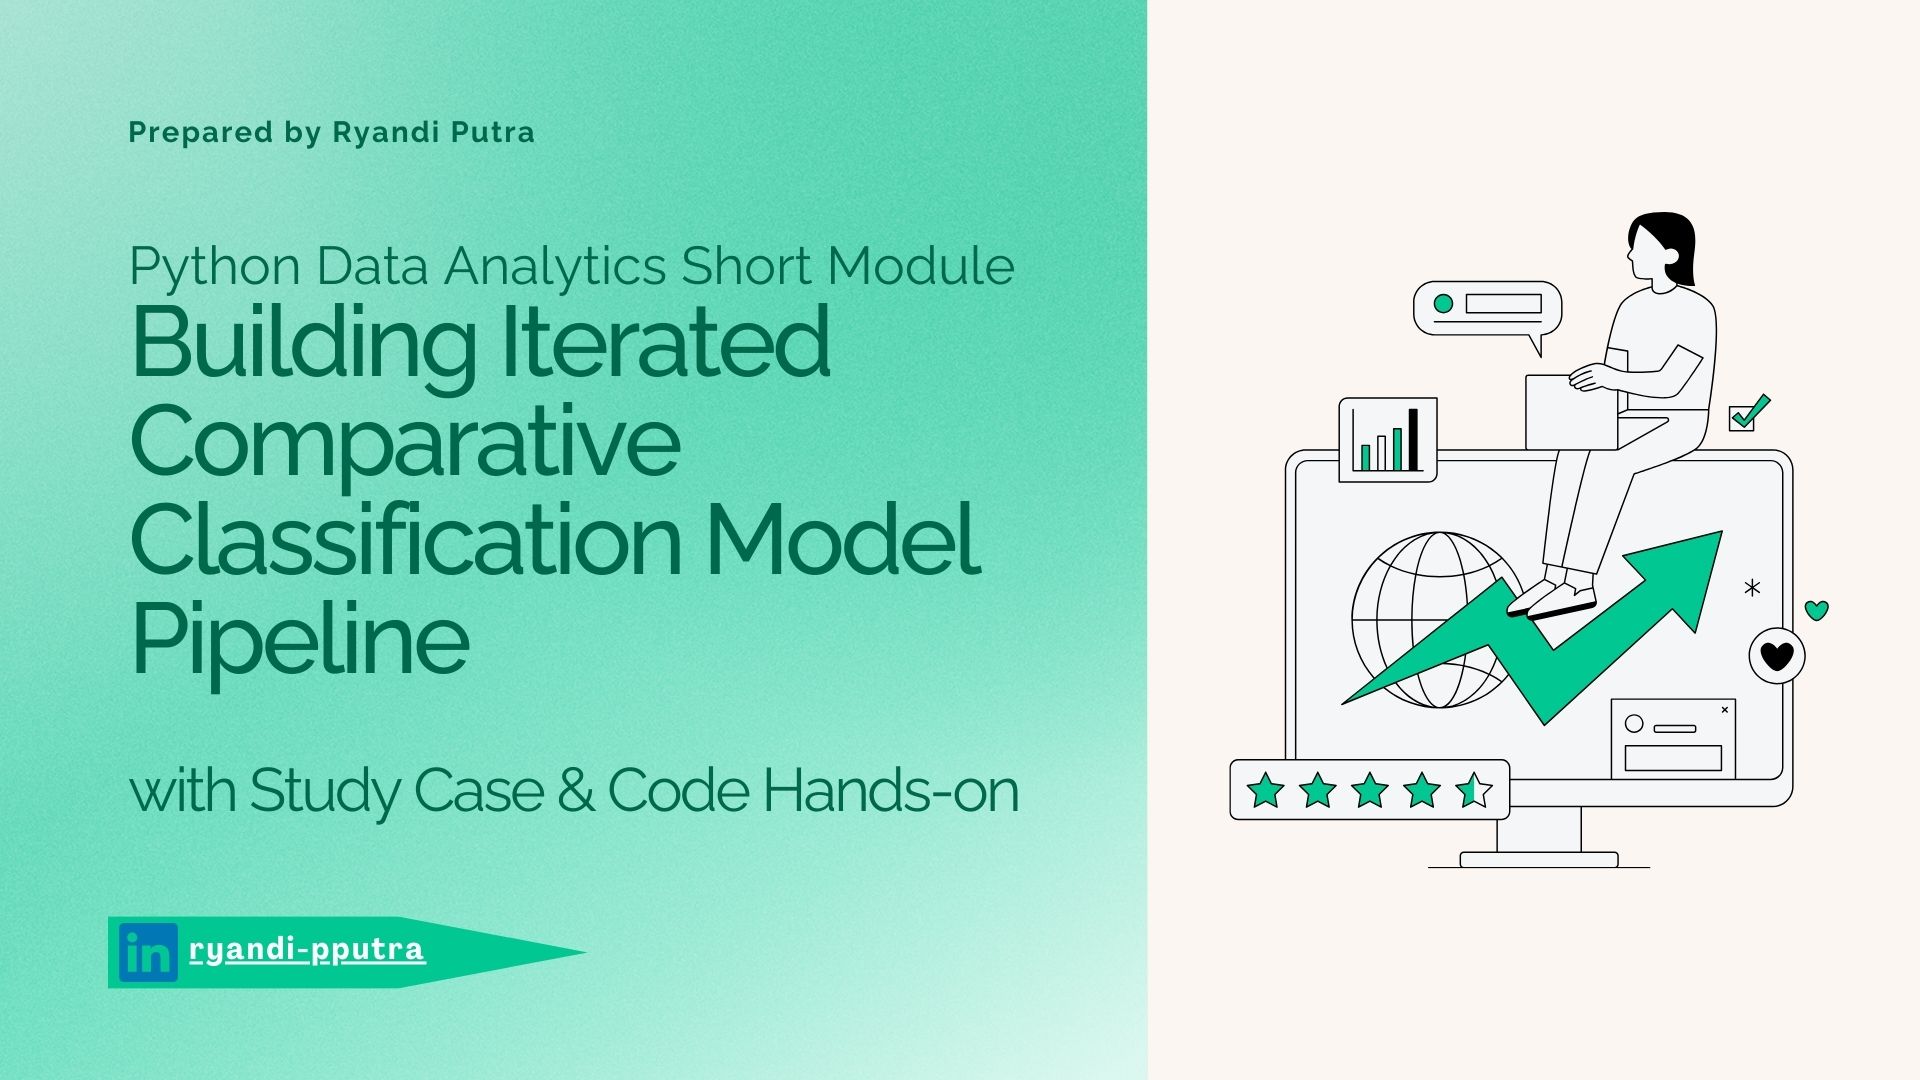 Prepared by Ryandi Putra
Python Data Analytics Short Module
Building Iterated
Comparative
Classification Model
Pipeline
with Study Case & Code Hands-on
in ryandi-pputra